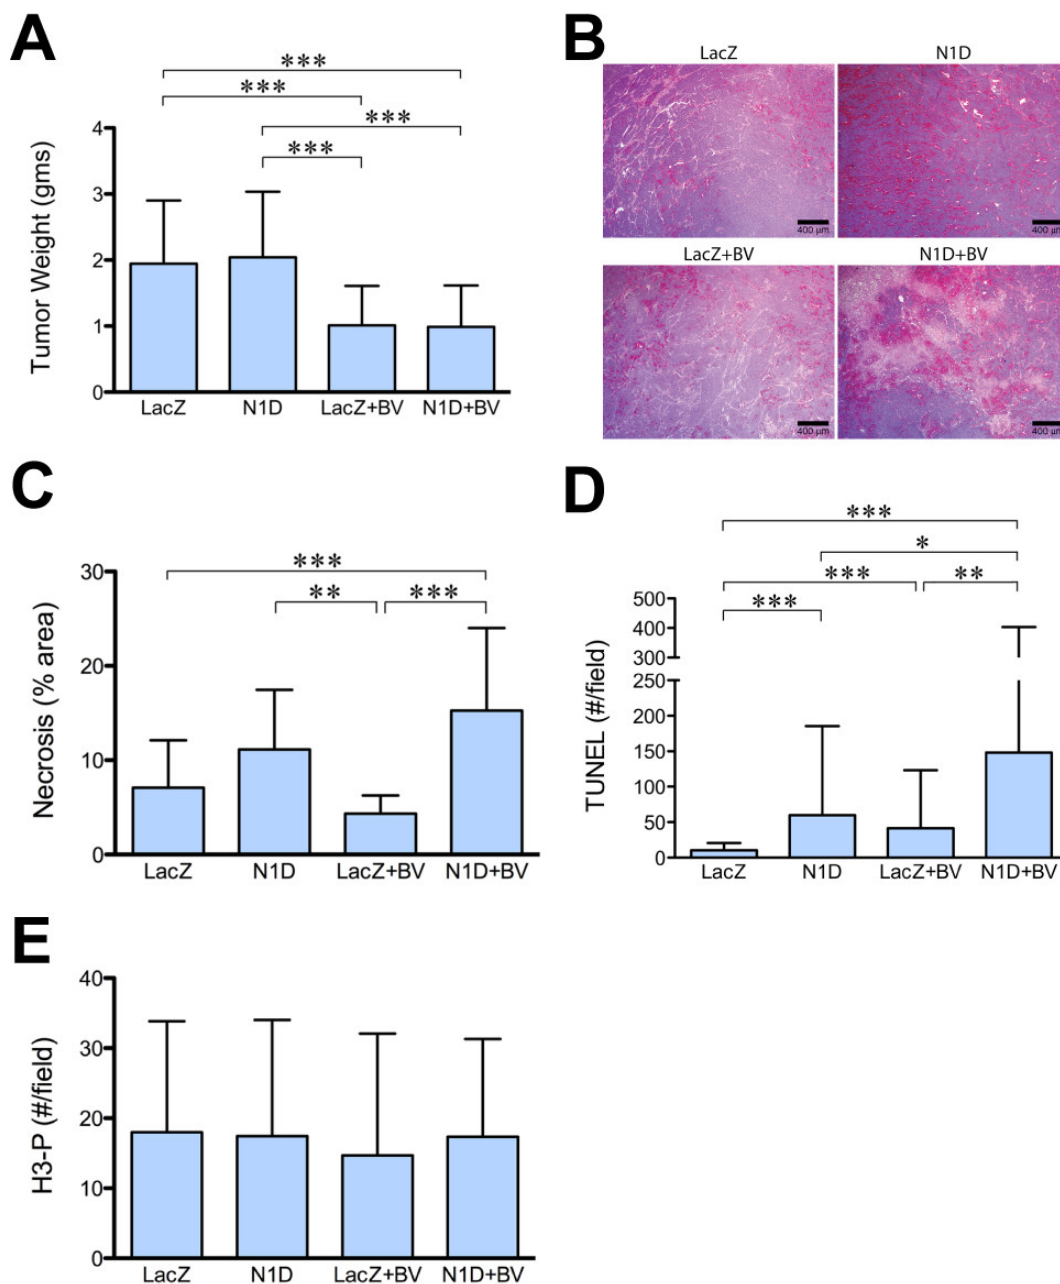 A
***
***
***
***
Tumor Weight (gms)
4
3
2
1
0
LacZ N1D LacZ+BV N1D+BV
B
LacZ N1D
400 µm 400 µm
LacZ+BV N1D+BV
400 µm 400 µm
C
***
** ***
Necrosis (% area)
30
20
10
0
LacZ N1D LacZ+BV N1D+BV
D
***
*
*** **
***
TUNEL (#/field)
500
400
300
250
200
150
100
50
0
LacZ N1D LacZ+BV N1D+BV
E
H3-P (#/field)
40
30
20
10
0
LacZ N1D LacZ+BV N1D+BV